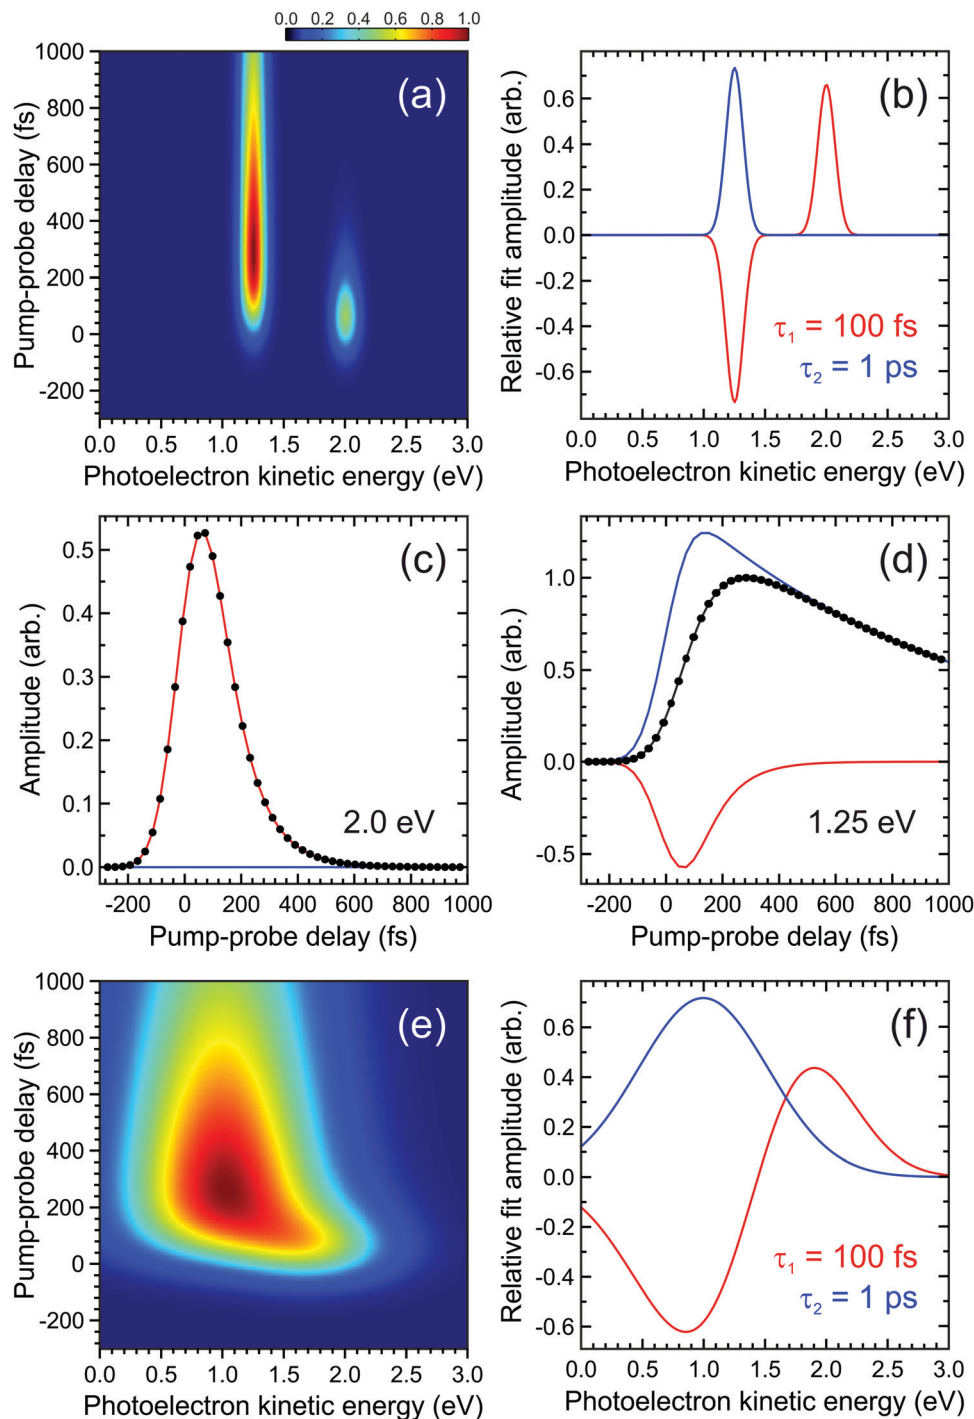 0.0 0.2 0.4 0.6 0.8 1.0
(a)
Pump-probe delay (fs)
1000
800
600
400
200
0
-200
0.0 0.5 1.0 1.5 2.0 2.5 3.0
Photoelectron kinetic energy (eV)
(b)
Relative fit amplitude (arb.)
0.6
0.4
0.2
0.0
-0.2
-0.4
-0.6
τ1 = 100 fs
τ2 = 1 ps
0.0 0.5 1.0 1.5 2.0 2.5 3.0
Photoelectron kinetic energy (eV)
(c)
Amplitude (arb.)
0.5
0.4
0.3
0.2
0.1
0.0
2.0 eV
-200 0 200 400 600 800 1000
Pump-probe delay (fs)
(d)
Amplitude (arb.)
1.0
0.5
0.0
-0.5
1.25 eV
-200 0 200 400 600 800 1000
Pump-probe delay (fs)
(e)
Pump-probe delay (fs)
1000
800
600
400
200
0
-200
0.0 0.5 1.0 1.5 2.0 2.5 3.0
Photoelectron kinetic energy (eV)
(f)
Relative fit amplitude (arb.)
0.6
0.4
0.2
0.0
-0.2
-0.4
-0.6
τ1 = 100 fs
τ2 = 1 ps
0.0 0.5 1.0 1.5 2.0 2.5 3.0
Photoelectron kinetic energy (eV)